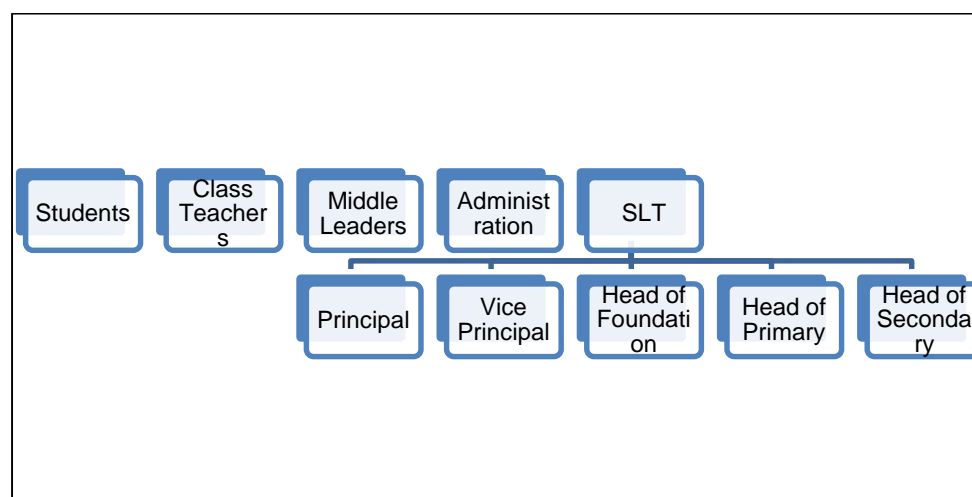 Students
Class
Teacher
s
Middle
Leaders
Administ
ration
SLT
Principal
Vice
Principal
Head of
Foundati
on
Head of
Primary
Head of
Seconda
ry